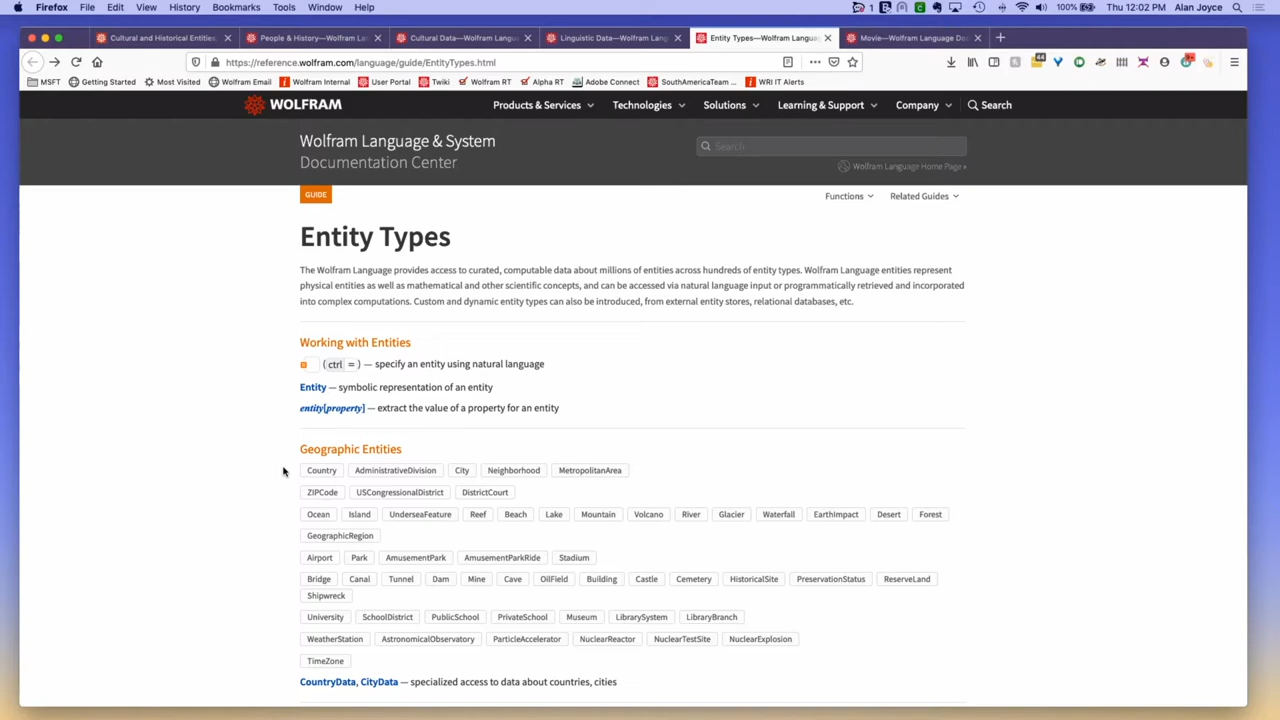 Firefox File Edit View History Bookmarks Tools Window Help 1 100% Thu 12:02 PM Alan Joyce
Cultural and Historical Entities People & History—Wolfram L Cultural Data—Wolfram Langu Linguistic Data—Wolfram Lang Entity Types—Wolfram Langua Movie—Wolfram Language Doc
https://reference.wolfram.com/language/guide/EntityTypes.html 44
MSFT Getting Started Most Visited Wolfram Email Wolfram Internal User Portal Twiki Wolfram RT Alpha RT Adobe Connect SouthAmericaTeam ... WRI IT Alerts
WOLFRAM Products & Services Technologies Solutions Learning & Support Company Search
Wolfram Language & System
Documentation Center
Search
Wolfram Language Home Page »
GUIDE
Functions Related Guides
Entity Types
The Wolfram Language provides access to curated, computable data about millions of entities across hundreds of entity types. Wolfram Language entities represent
physical entities as well as mathematical and other scientific concepts, and can be accessed via natural language input or programmatically retrieved and incorporated
into complex computations. Custom and dynamic entity types can also be introduced, from external entity stores, relational databases, etc.
Working with Entities
( ctrl = ) — specify an entity using natural language
Entity — symbolic representation of an entity
entity[property] — extract the value of a property for an entity
Geographic Entities
Country AdministrativeDivision City Neighborhood MetropolitanArea
ZIPCode USCongressionalDistrict DistrictCourt
Ocean Island UnderseaFeature Reef Beach Lake Mountain Volcano River Glacier Waterfall EarthImpact Desert Forest
GeographicRegion
Airport Park AmusementPark AmusementParkRide Stadium
Bridge Canal Tunnel Dam Mine Cave OilField Building Castle Cemetery HistoricalSite PreservationStatus ReserveLand
Shipwreck
University SchoolDistrict PublicSchool PrivateSchool Museum LibrarySystem LibraryBranch
WeatherStation AstronomicalObservatory ParticleAccelerator NuclearReactor NuclearTestSite NuclearExplosion
TimeZone
CountryData, CityData — specialized access to data about countries, cities